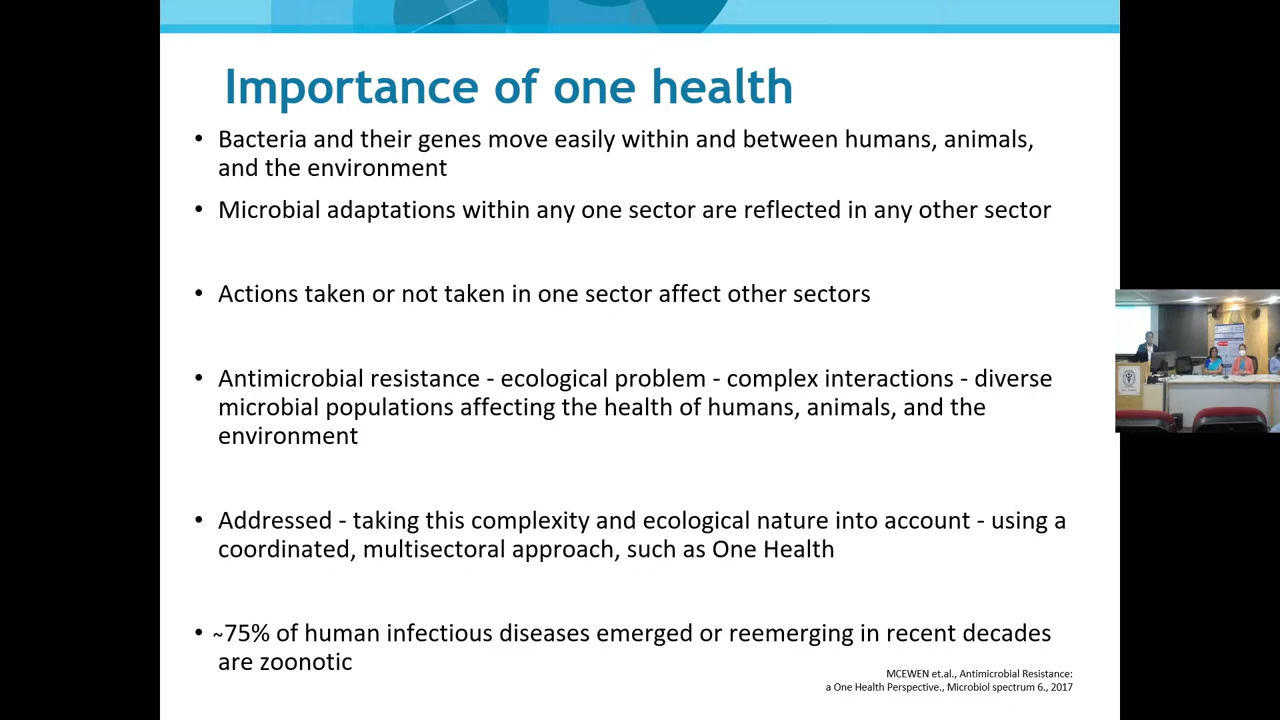 Importance of one health
• Bacteria and their genes move easily within and between humans, animals,
and the environment
• Microbial adaptations within any one sector are reflected in any other sector
• Actions taken or not taken in one sector affect other sectors
• Antimicrobial resistance - ecological problem - complex interactions - diverse
microbial populations affecting the health of humans, animals, and the
environment
• Addressed - taking this complexity and ecological nature into account - using a
coordinated, multisectoral approach, such as One Health
• ~75% of human infectious diseases emerged or reemerging in recent decades
are zoonotic
MCEWEN et.al., Antimicrobial Resistance:
a One Health Perspective., Microbiol spectrum 6., 2017